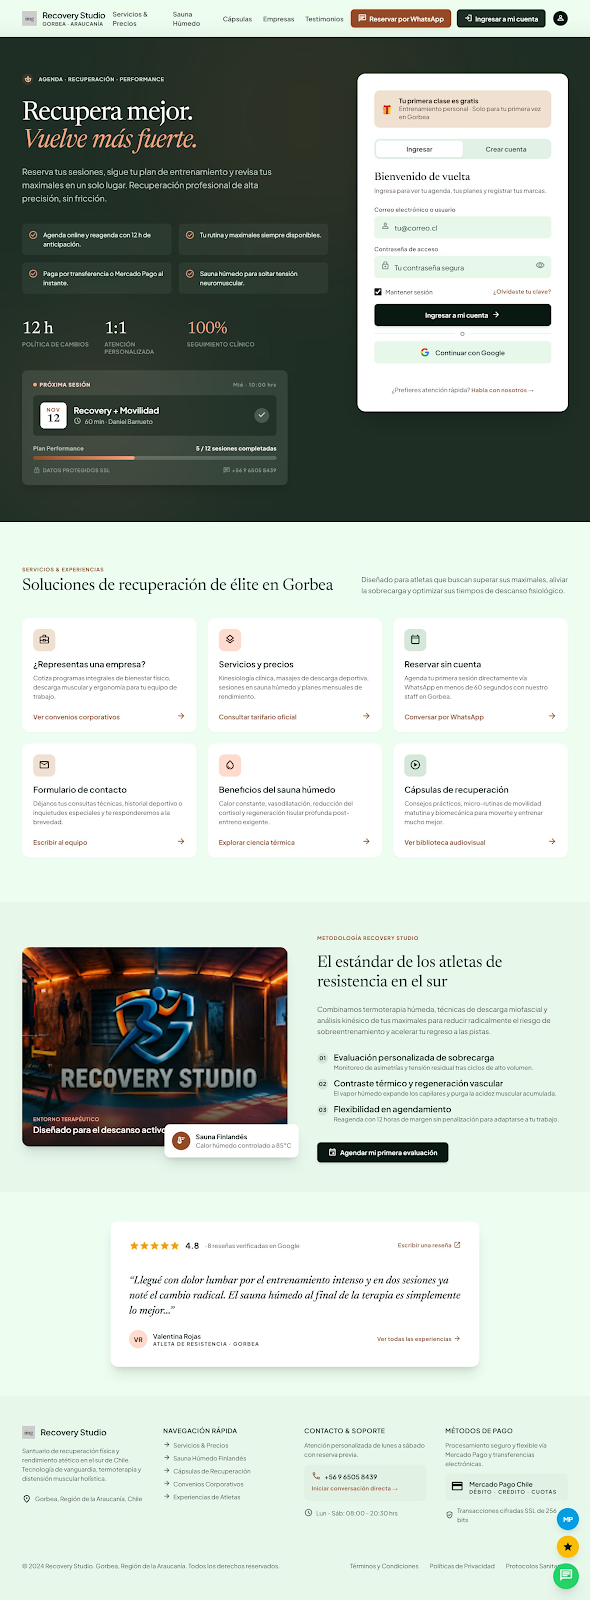 Recovery Studio
GORBEA · ARAUCANÍA
Servicios &
Precios
Sauna
Húmedo
Cápsulas
Empresas
Testimonios
Reservar por WhatsApp
Ingresar a mi cuenta
AGENDA · RECUPERACIÓN · PERFORMANCE
Recupera mejor.
Vuelve más fuerte.
Reserva tus sesiones, sigue tu plan de entrenamiento y revisa tus
maximales en un solo lugar. Recuperación profesional de alta
precisión, sin fricción.
Agenda online y reagenda con 12 h de
anticipación.
Tu rutina y maximales siempre disponibles.
Paga por transferencia o Mercado Pago al
instante.
Sauna húmedo para soltar tensión
neuromuscular.
12 h
POLÍTICA DE CAMBIOS
1:1
ATENCIÓN
PERSONALIZADA
100%
SEGUIMIENTO CLÍNICO
PRÓXIMA SESIÓN
Mié · 10:00 hrs
NOV
12
Recovery + Movilidad
60 min · Daniel Barrueto
Plan Performance
5 / 12 sesiones completadas
DATOS PROTEGIDOS SSL
+56 9 6505 8439
Tu primera clase es gratis
Entrenamiento personal · Solo para tu primera vez
en Gorbea
Ingresar
Crear cuenta
Bienvenido de vuelta
Ingresa para ver tu agenda, tus planes y registrar tus marcas.
Correo electrónico o usuario
tu@correo.cl
Contraseña de acceso
Tu contraseña segura
Mantener sesión
¿Olvidaste tu clave?
Ingresar a mi cuenta →
Continuar con Google
¿Prefieres atención rápida? Habla con nosotros →
SERVICIOS & EXPERIENCIAS
Soluciones de recuperación de élite en Gorbea
Diseñado para atletas que buscan superar sus maximales, aliviar
la sobrecarga y optimizar sus tiempos de descanso fisiológico.
¿Representas una empresa?
Cotiza programas integrales de bienestar físico,
descarga muscular y ergonomía para tu equipo de
trabajo.
Ver convenios corporativos →
Servicios y precios
Kinesiología clínica, masajes de descarga deportiva,
sesiones en sauna húmedo y planes mensuales de
rendimiento.
Consultar tarifario oficial →
Reservar sin cuenta
Agenda tu primera sesión directamente vía
WhatsApp en menos de 60 segundos con nuestro
staff en Gorbea.
Conversar por WhatsApp →
Formulario de contacto
Déjanos tus consultas técnicas, historial deportivo o
inquietudes especiales y te responderemos a la
brevedad.
Escribir al equipo →
Beneficios del sauna húmedo
Calor constante, vasodilatación, reducción del
cortisol y regeneración tisular profunda post-
entreno exigente.
Explorar ciencia térmica →
Cápsulas de recuperación
Consejos prácticos, micro-rutinas de movilidad
matutina y biomecánica para moverte y entrenar
mucho mejor.
Ver biblioteca audiovisual →
RECOVERY STUDIO
ENTORNO TERAPÉUTICO
Diseñado para el descanso activo
Sauna Finlandés
Calor húmedo controlado a 85°C
METODOLOGÍA RECOVERY STUDIO
El estándar de los atletas de
resistencia en el sur
Combinamos termoterapia húmeda, técnicas de descarga miofascial y
análisis kinésico de tus maximales para reducir radicalmente el riesgo de
sobreentrenamiento y acelerar tu regreso a las pistas.
01 Evaluación personalizada de sobrecarga
Monitoreo de asimetrías y tensión residual tras ciclos de alto volumen.
02 Contraste térmico y regeneración vascular
El vapor húmedo expande los capilares y purga la acidez muscular acumulada.
03 Flexibilidad en agendamiento
Reagenda con 12 horas de margen sin penalización para adaptarse a tu trabajo.
Agendar mi primera evaluación
4.8
· 8 reseñas verificadas en Google
Escribir una reseña
“Llegué con dolor lumbar por el entrenamiento intenso y en dos sesiones ya
noté el cambio radical. El sauna húmedo al final de la terapia es simplemente
lo mejor...”
VR
Valentina Rojas
ATLETA DE RESISTENCIA · GORBEA
Ver todas las experiencias →
Recovery Studio
Santuario de recuperación física y
rendimiento atlético en el sur de Chile.
Tecnología de vanguardia, termoterapia y
distensión muscular holística.
Gorbea, Región de la Araucanía, Chile
NAVEGACIÓN RÁPIDA
→ Servicios & Precios
→ Sauna Húmedo Finlandés
→ Cápsulas de Recuperación
→ Convenios Corporativos
→ Experiencias de Atletas
CONTACTO & SOPORTE
Atención personalizada de lunes a sábado
con reserva previa.
+56 9 6505 8439
Iniciar conversación directa →
Lun - Sáb: 08:00 - 20:30 hrs
MÉTODOS DE PAGO
Procesamiento seguro y flexible vía
Mercado Pago y transferencias
electrónicas.
Mercado Pago Chile
DÉBITO · CRÉDITO · CUOTAS
Transacciones cifradas SSL de 256
bits
MP
© 2024 Recovery Studio. Gorbea, Región de la Araucanía. Todos los derechos reservados.
Términos y Condiciones
Políticas de Privacidad
Protocolos